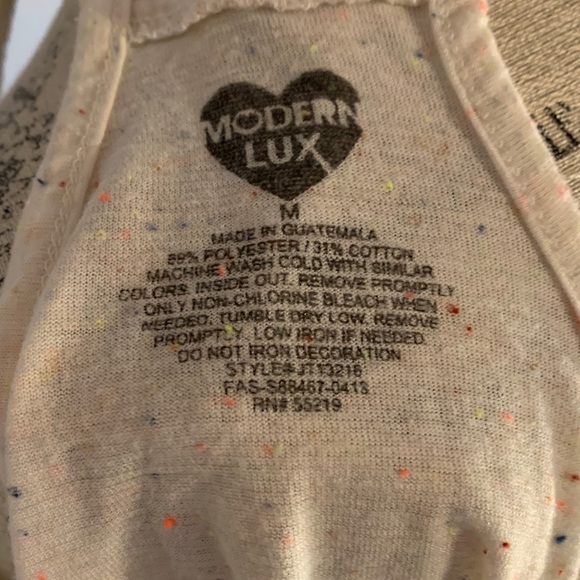 MODERN
LUX
M
MADE IN GUATEMALA
69% POLYESTER / 31% COTTON
MACHINE WASH COLD WITH SIMILAR
COLORS. INSIDE OUT. REMOVE PROMPTLY
ONLY NON-CHLORINE BLEACH WHEN
NEEDED. TUMBLE DRY LOW. REMOVE
PROMPTLY. LOW IRON IF NEEDED.
DO NOT IRON DECORATION
STYLE# JT13216
FAS-S88467-0413
RN# 55219